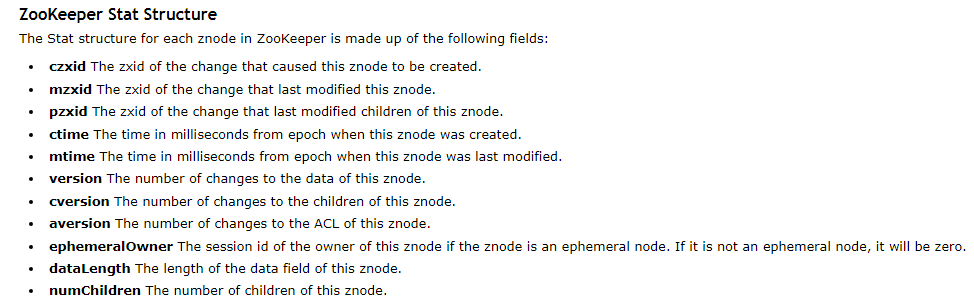 ZooKeeper Stat Structure
The Stat structure for each znode in ZooKeeper is made up of the following fields:
• czxid The zxid of the change that caused this znode to be created.
• mzxid The zxid of the change that last modified this znode.
• pzxid The zxid of the change that last modified children of this znode.
• ctime The time in milliseconds from epoch when this znode was created.
• mtime The time in milliseconds from epoch when this znode was last modified.
• version The number of changes to the data of this znode.
• cversion The number of changes to the children of this znode.
• aversion The number of changes to the ACL of this znode.
• ephemeralOwner The session id of the owner of this znode if the znode is an ephemeral node. If it is not an ephemeral node, it will be zero.
• dataLength The length of the data field of this znode.
• numChildren The number of children of this znode.